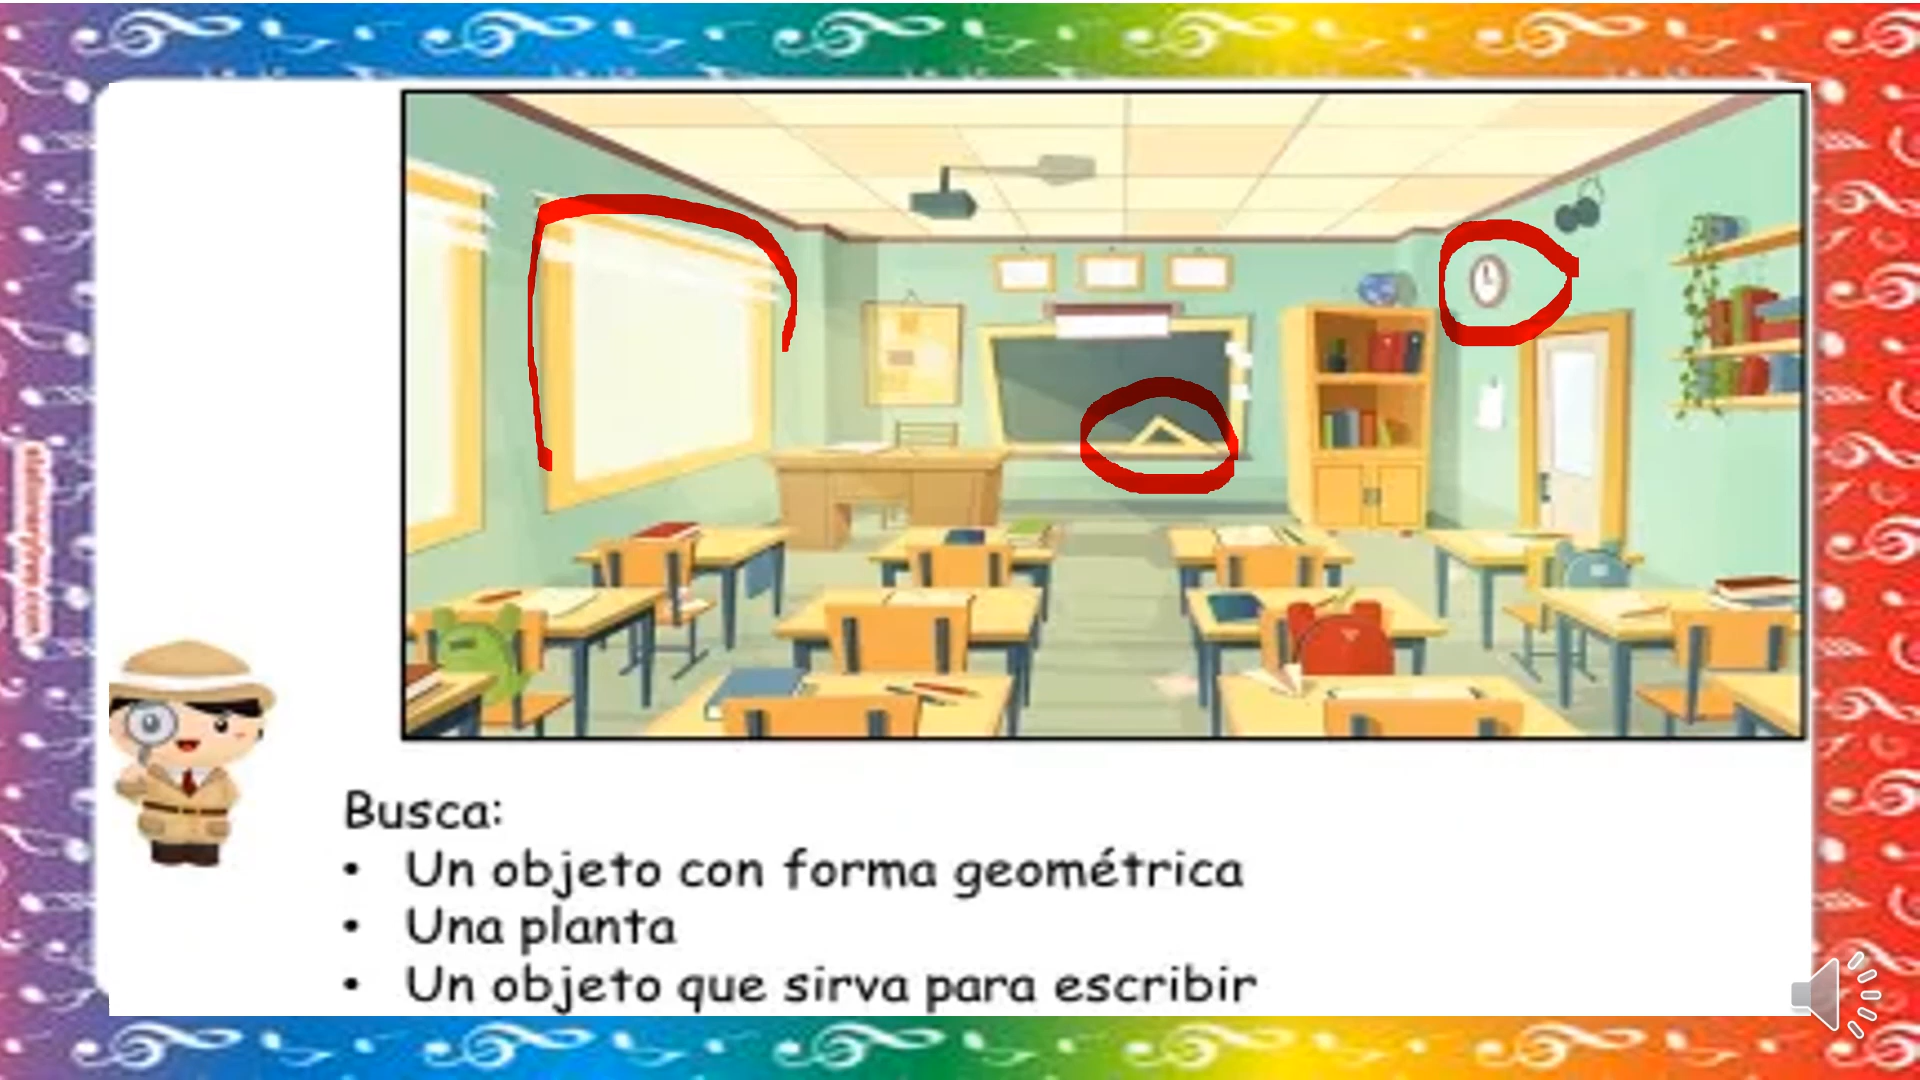 Busca:
• Un objeto con forma geométrica
• Una planta
• Un objeto que sirva para escribir